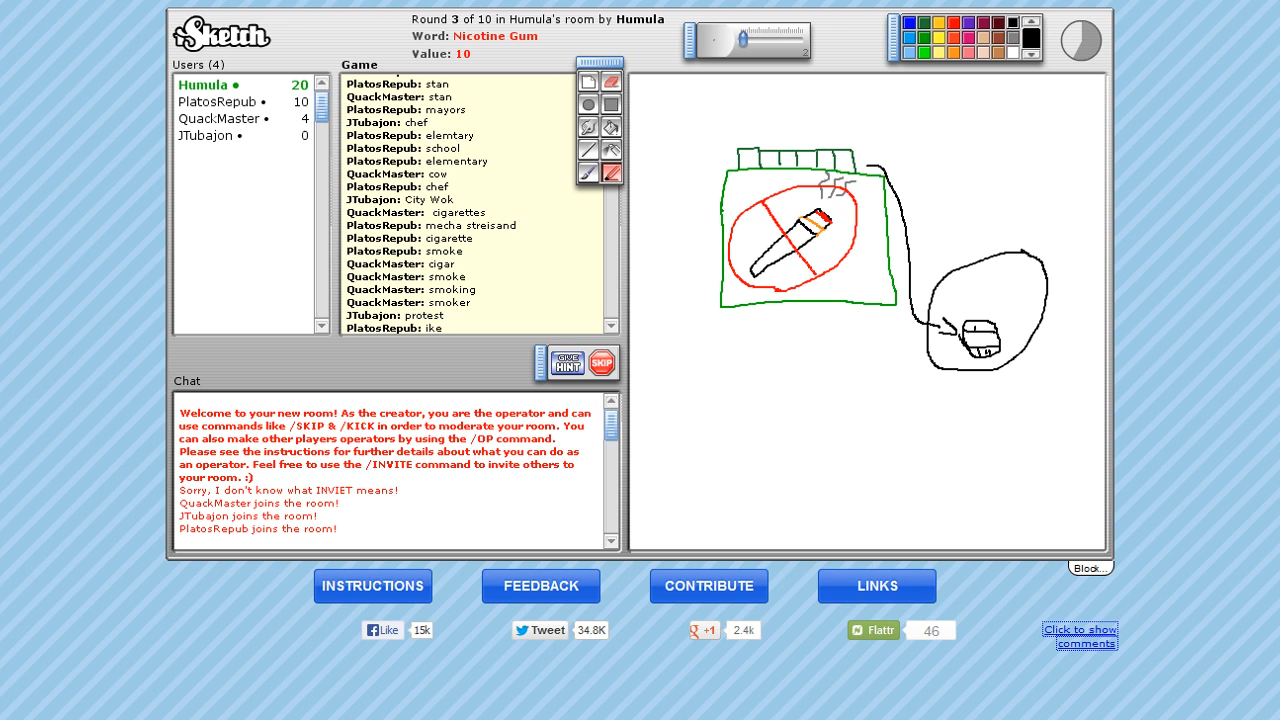 iSketch
Round 3 of 10 in Humula's room by Humula
Word: Nicotine Gum
Value: 10
2
Users (4)
Humula • 20
PlatosRepub • 10
QuackMaster • 4
JTubajon • 0
Game
PlatosRepub: stan
QuackMaster: stan
PlatosRepub: mayors
JTubajon: chef
PlatosRepub: elemtary
PlatosRepub: school
PlatosRepub: elementary
QuackMaster: cow
PlatosRepub: chef
JTubajon: City Wok
QuackMaster: cigarettes
PlatosRepub: mecha streisand
PlatosRepub: cigarette
PlatosRepub: smoke
QuackMaster: cigar
QuackMaster: smoke
QuackMaster: smoking
QuackMaster: smoker
JTubajon: protest
PlatosRepub: ike
GIVE
HINT
SKIP
Chat
Welcome to your new room! As the creator, you are the operator and can
use commands like /SKIP & /KICK in order to moderate your room. You
can also make other players operators by using the /OP command.
Please see the instructions for further details about what you can do as
an operator. Feel free to use the /INVITE command to invite others to
your room. :)
Sorry, I don't know what INVIET means!
QuackMaster joins the room!
JTubajon joins the room!
PlatosRepub joins the room!
Block...
INSTRUCTIONS
FEEDBACK
CONTRIBUTE
LINKS
Like 15k
Tweet 34.8K
+1 2.4k
Flattr 46
Click to show
comments